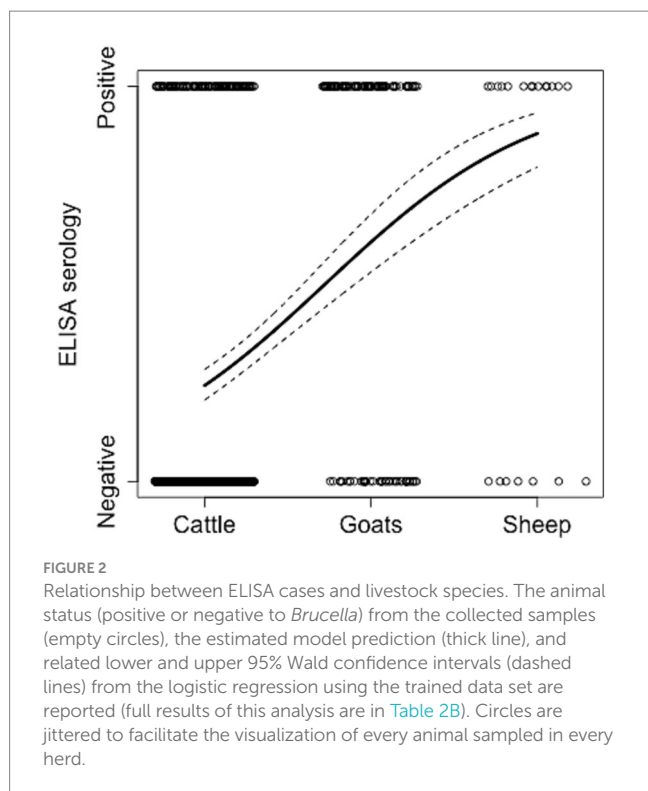 Positive
ELISA serology
Negative
Cattle Goats Sheep
FIGURE 2
Relationship between ELISA cases and livestock species. The animal
status (positive or negative to Brucella) from the collected samples
(empty circles), the estimated model prediction (thick line), and
related lower and upper 95% Wald confidence intervals (dashed
lines) from the logistic regression using the trained data set are
reported (full results of this analysis are in Table 2B). Circles are
jittered to facilitate the visualization of every animal sampled in every
herd.